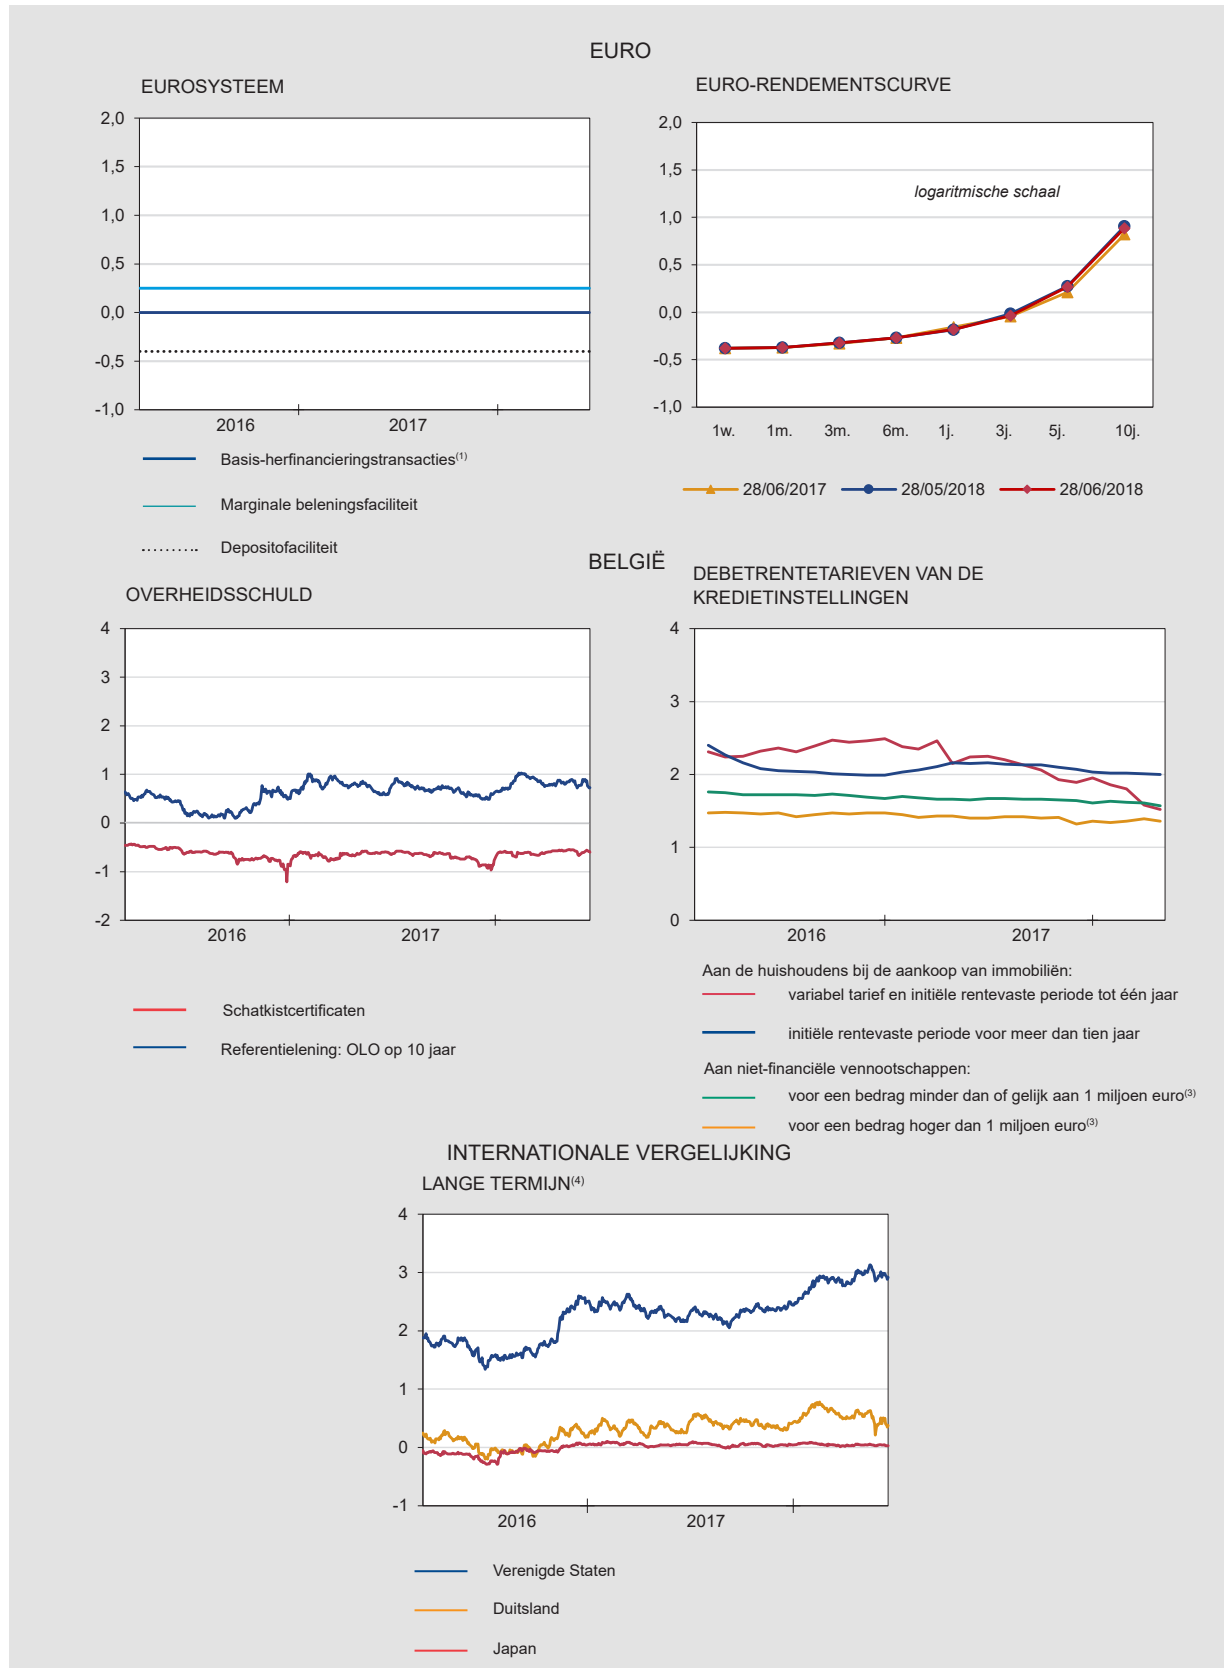 EURO
EUROSYSTEEM
2,0
1,5
1,0
0,5
0,0
-0,5
-1,0
2016 2017
Basis-herfinancieringstransacties(1)
Marginale beleningsfaciliteit
Depositofaciliteit
EURO-RENDEMENTSCURVE
2,0
1,5
1,0
0,5
0,0
-0,5
-1,0
logaritmische schaal
1w. 1m. 3m. 6m. 1j. 3j. 5j. 10j.
28/06/2017 28/05/2018 28/06/2018
BELGIË
OVERHEIDSSCHULD
4
3
2
1
0
-1
-2
2016 2017
Schatkistcertificaten
Referentielening: OLO op 10 jaar
DEBETRENTETARIEVEN VAN DE
KREDIETINSTELLINGEN
4
3
2
1
0
2016 2017
Aan de huishoudens bij de aankoop van immobiliën:
variabel tarief en initiële rentevaste periode tot één jaar
initiële rentevaste periode voor meer dan tien jaar
Aan niet-financiële vennootschappen:
voor een bedrag minder dan of gelijk aan 1 miljoen euro(3)
voor een bedrag hoger dan 1 miljoen euro(3)
INTERNATIONALE VERGELIJKING
LANGE TERMIJN(4)
4
3
2
1
0
-1
2016 2017
Verenigde Staten
Duitsland
Japan